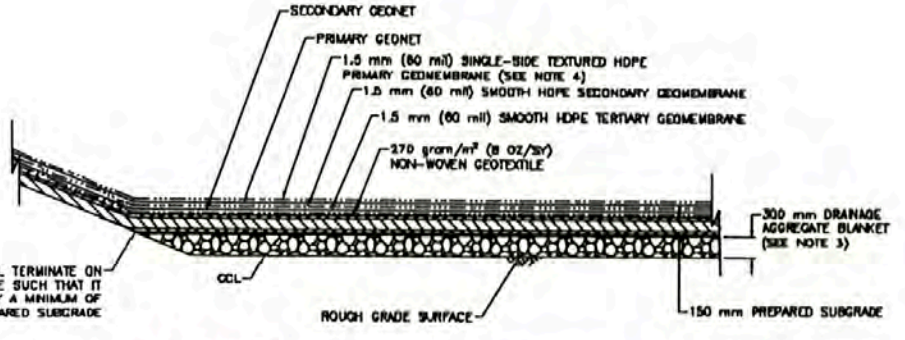 SECONDARY GEONET
PRIMARY GEONET
1.5 mm (60 mil) SINGLE-SIDE TEXTURED HDPE
PRIMARY GEOMEMBRANE (SEE NOTE 4)
1.5 mm (60 mil) SMOOTH HDPE SECONDARY GEOMEMBRANE
1.5 mm (60 mil) SMOOTH HDPE TERTIARY GEOMEMBRANE
270 gram/m² (8 OZ/SY)
NON-WOVEN GEOTEXTILE
300 mm DRAINAGE
AGGREGATE BLANKET
(SEE NOTE 3)
TERMINATE ON
SUCH THAT IT
A MINIMUM OF
SUBGRADE
GCL
ROUGH GRADE SURFACE
150 mm PREPARED SUBGRADE